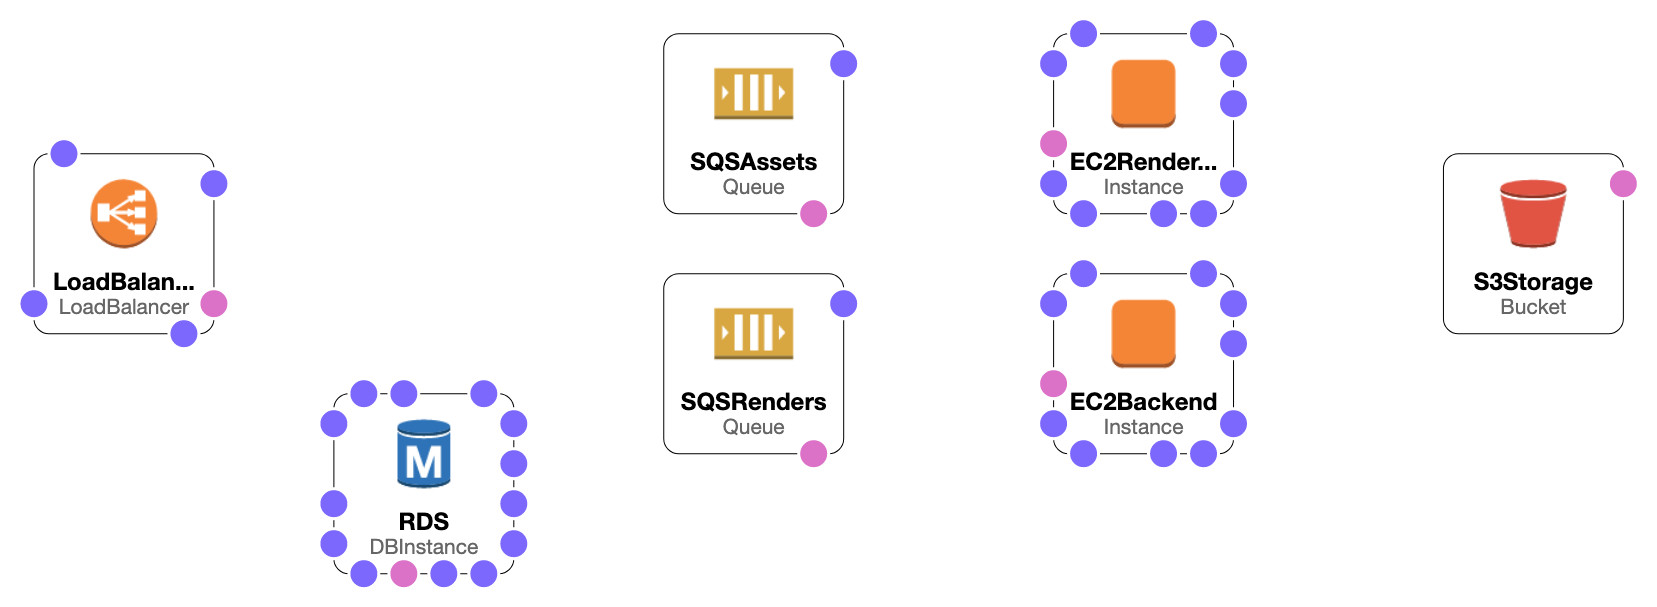 LoadBalan...
LoadBalancer
RDS
DBInstance
SQSAssets
Queue
SQSRenders
Queue
EC2Render...
Instance
EC2Backend
Instance
S3Storage
Bucket